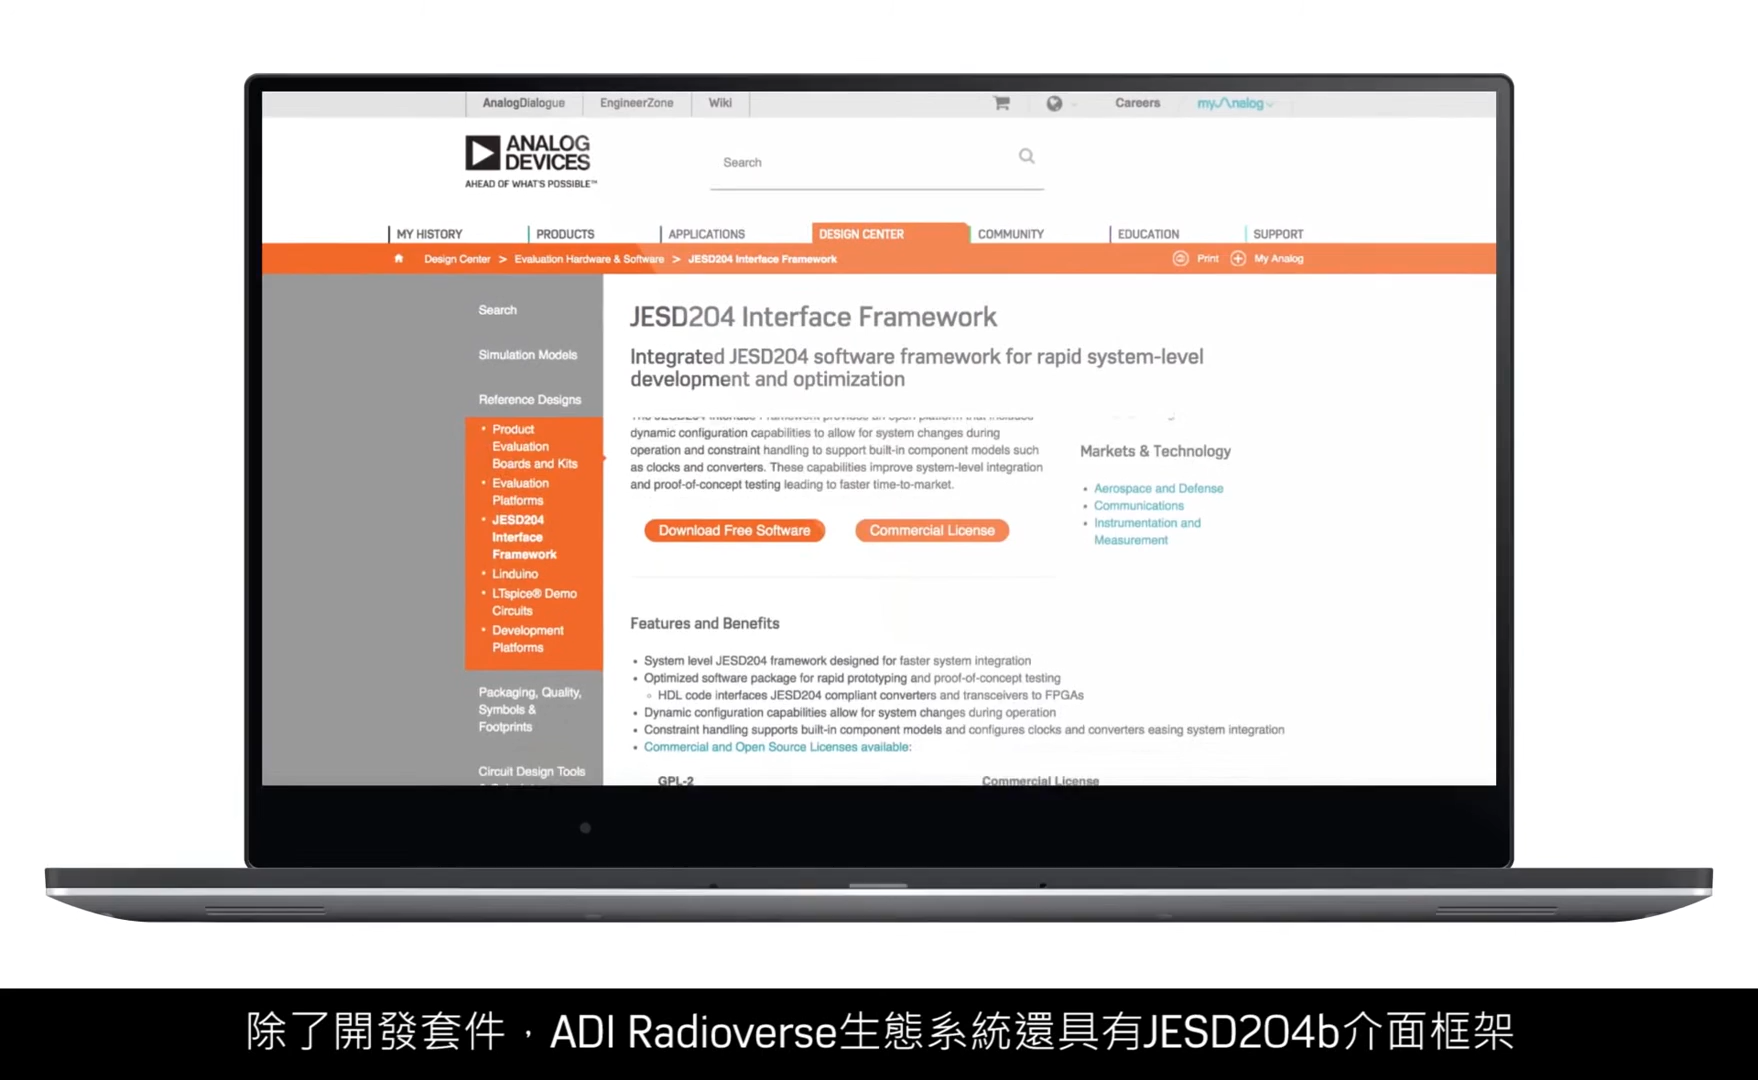 AnalogDialogue EngineerZone Wiki Careers myAnalog
ANALOG
DEVICES
AHEAD OF WHAT'S POSSIBLE™
Search
MY HISTORY PRODUCTS APPLICATIONS DESIGN CENTER COMMUNITY EDUCATION SUPPORT
Design Center > Evaluation Hardware & Software > JESD204 Interface Framework Print My Analog
Search
Simulation Models
Reference Designs
• Product
Evaluation
Boards and Kits
• Evaluation
Platforms
• JESD204
Interface
Framework
• Linduino
• LTspice® Demo
Circuits
• Development
Platforms
Packaging, Quality,
Symbols &
Footprints
Circuit Design Tools
JESD204 Interface Framework
Integrated JESD204 software framework for rapid system-level
development and optimization
The JESD204 Interface Framework provides an open platform that includes
dynamic configuration capabilities to allow for system changes during
operation and constraint handling to support built-in component models such
as clocks and converters. These capabilities improve system-level integration
and proof-of-concept testing leading to faster time-to-market.
Download Free Software Commercial License
Markets & Technology
• Aerospace and Defense
• Communications
• Instrumentation and
Measurement
Features and Benefits
• System level JESD204 framework designed for faster system integration
• Optimized software package for rapid prototyping and proof-of-concept testing
◦ HDL code interfaces JESD204 compliant converters and transceivers to FPGAs
• Dynamic configuration capabilities allow for system changes during operation
• Constraint handling supports built-in component models and configures clocks and converters easing system integration
• Commercial and Open Source Licenses available:
GPL-2 Commercial License
除了開發套件，ADI Radioverse生態系統還具有JESD204b介面框架